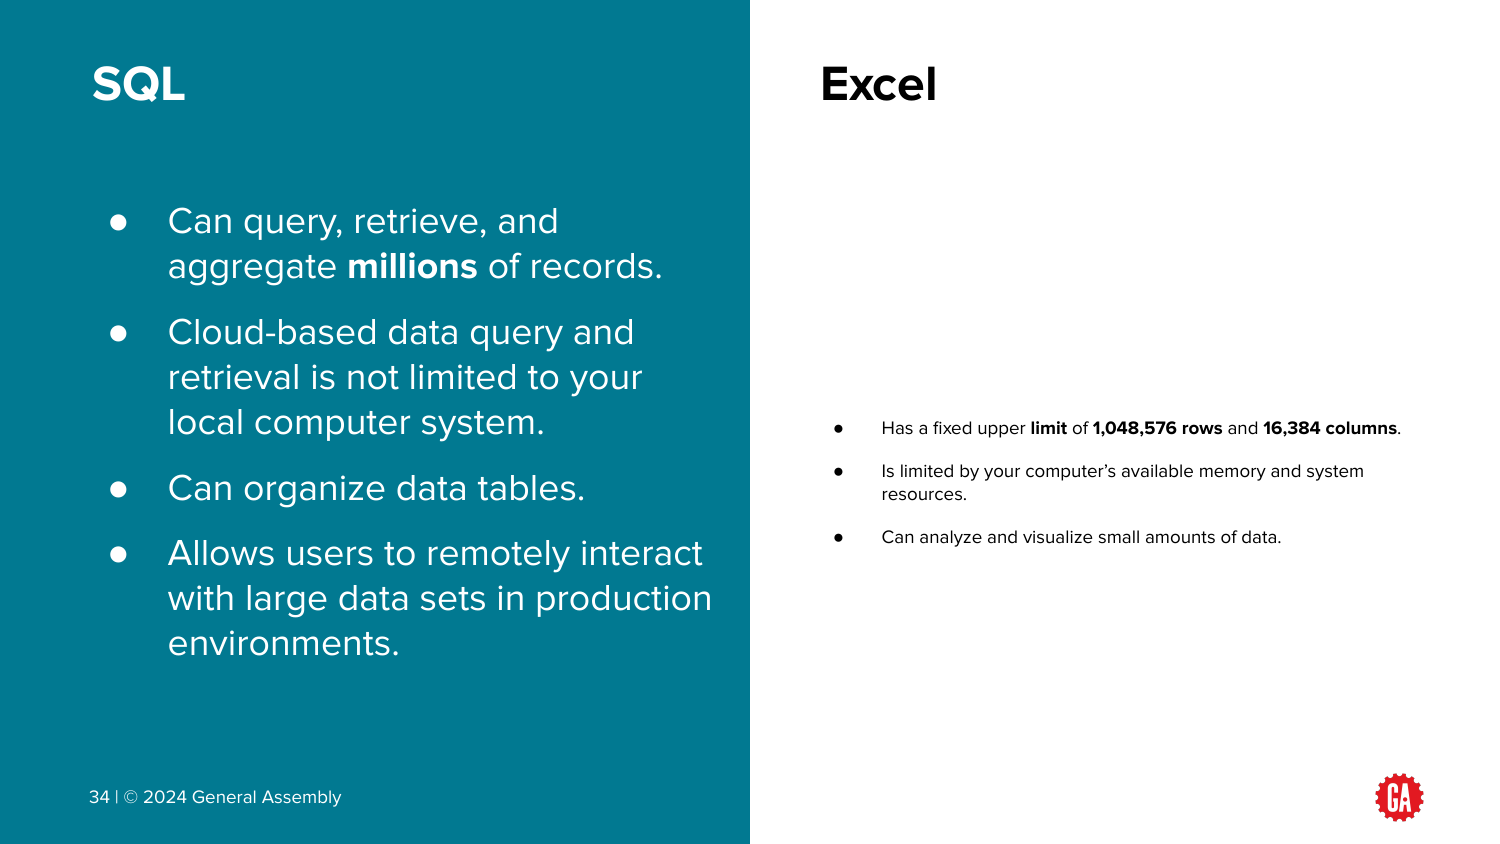 SQL
● Can query, retrieve, and
aggregate millions of records.
● Cloud-based data query and
retrieval is not limited to your
local computer system.
● Can organize data tables.
● Allows users to remotely interact
with large data sets in production
environments.
34 | © 2024 General Assembly
Excel
● Has a fixed upper limit of 1,048,576 rows and 16,384 columns.
● Is limited by your computer’s available memory and system
resources.
● Can analyze and visualize small amounts of data.
GA